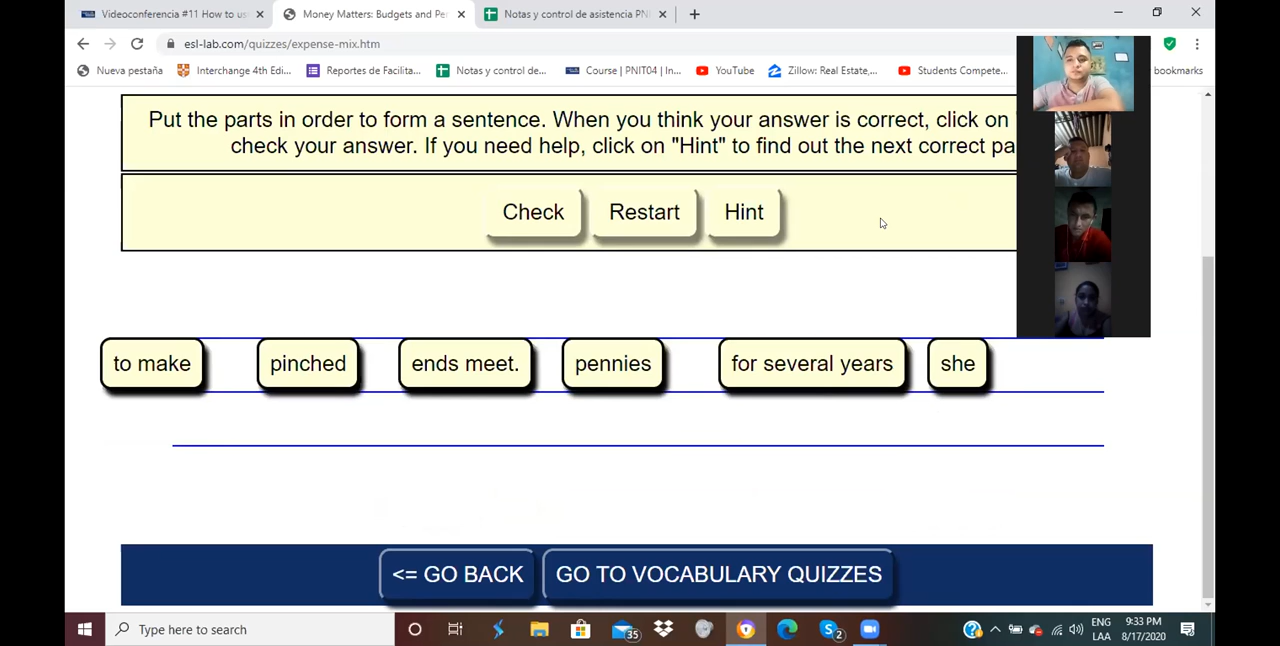 Videoconferencia #11 How to us
Money Matters: Budgets and Pe
Notas y control de asistencia PNI
esl-lab.com/quizzes/expense-mix.htm
Nueva pestaña
Interchange 4th Edi...
Reportes de Facilita...
Notas y control de...
Course | PNIT04 | In...
YouTube
Zillow: Real Estate,...
Students Compete...
bookmarks
Put the parts in order to form a sentence. When you think your answer is correct, click on "
check your answer. If you need help, click on "Hint" to find out the next correct pa
Check Restart Hint
to make pinched ends meet. pennies for several years she
<= GO BACK GO TO VOCABULARY QUIZZES
Type here to search
35
2
ENG
LAA
9:33 PM
8/17/2020